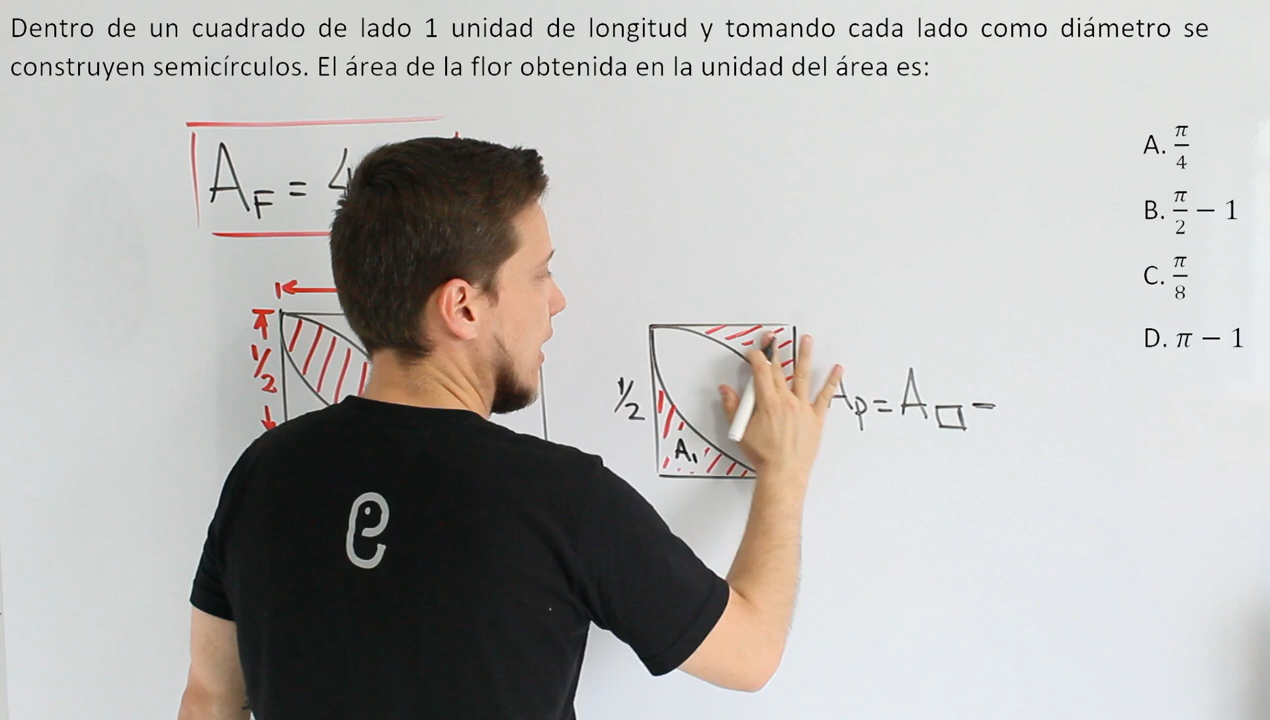 Dentro de un cuadrado de lado 1 unidad de longitud y tomando cada lado como diámetro se
construyen semicírculos. El área de la flor obtenida en la unidad del área es:
A. π/4
B. π/2 − 1
C. π/8
D. π − 1
A_F = 4
1/2
1/2
A₁
A_P = A_□ -
e